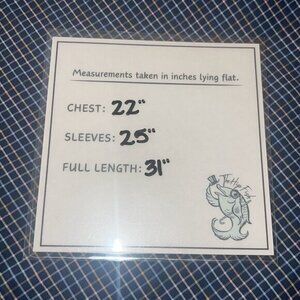 Measurements taken in inches lying flat.
CHEST: 22"
SLEEVES: 25"
FULL LENGTH: 31"